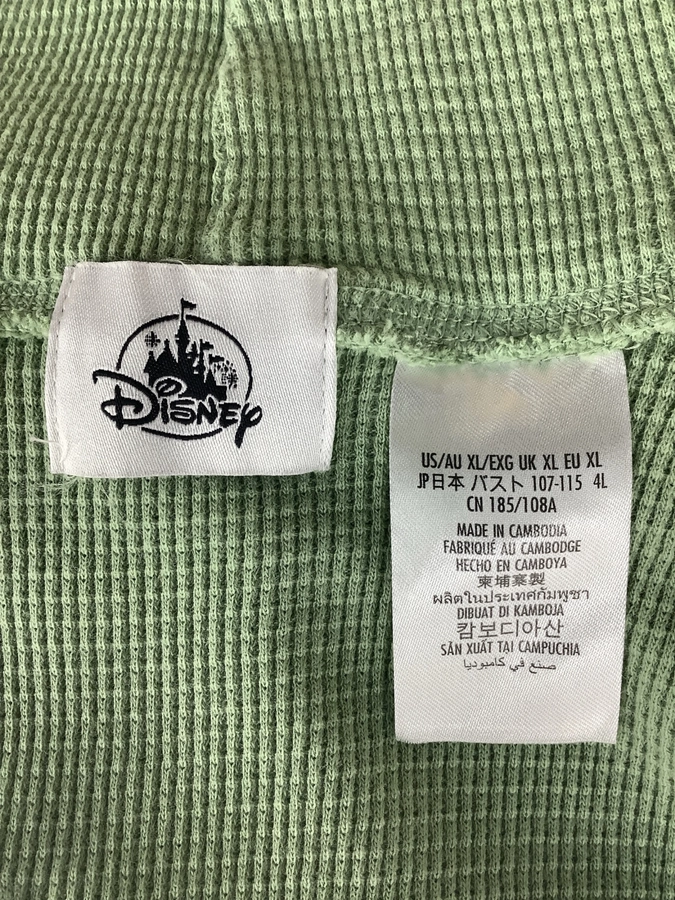 DISNEY
US/AU XL/EXG UK XL EU XL
JP日本 バスト 107-115 4L
CN 185/108A
MADE IN CAMBODIA
FABRIQUÉ AU CAMBODGE
HECHO EN CAMBOYA
柬埔寨製
ผลิตในประเทศกัมพูชา
DIBUAT DI KAMBOJA
캄보디아산
SẢN XUẤT TẠI CAMPUCHIA
صنع في كامبوديا